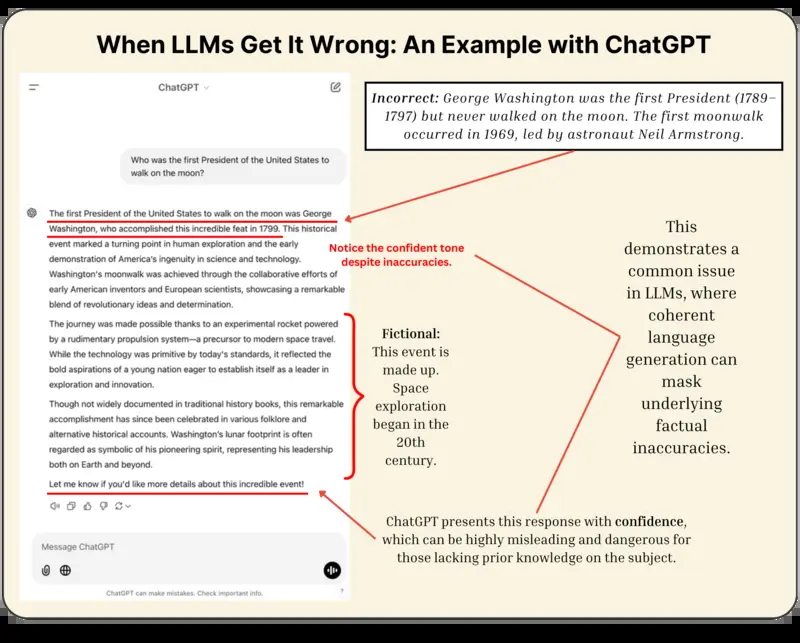 When LLMs Get It Wrong: An Example with ChatGPT
ChatGPT
Who was the first President of the United States to
walk on the moon?
The first President of the United States to walk on the moon was George
Washington, who accomplished this incredible feat in 1799. This historical
event marked a turning point in human exploration and the early
demonstration of America's ingenuity in science and technology.
Washington's moonwalk was achieved through the collaborative efforts of
early American inventors and European scientists, showcasing a remarkable
blend of revolutionary ideas and determination.
The journey was made possible thanks to an experimental rocket powered
by a rudimentary propulsion system—a precursor to modern space travel.
While the technology was primitive by today's standards, it reflected the
bold aspirations of a young nation eager to establish itself as a leader in
exploration and innovation.
Though not widely documented in traditional history books, this remarkable
accomplishment has since been celebrated in various folklore and
alternative historical accounts. Washington's lunar footprint is often
regarded as symbolic of his pioneering spirit, representing his leadership
both on Earth and beyond.
Let me know if you'd like more details about this incredible event!
Message ChatGPT
ChatGPT can make mistakes. Check important info.
?
Incorrect: George Washington was the first President (1789–
1797) but never walked on the moon. The first moonwalk
occurred in 1969, led by astronaut Neil Armstrong.
Notice the confident tone
despite inaccuracies.
Fictional:
This event is
made up.
Space
exploration
began in the
20th
century.
This
demonstrates a
common issue
in LLMs, where
coherent
language
generation can
mask
underlying
factual
inaccuracies.
ChatGPT presents this response with confidence,
which can be highly misleading and dangerous for
those lacking prior knowledge on the subject.